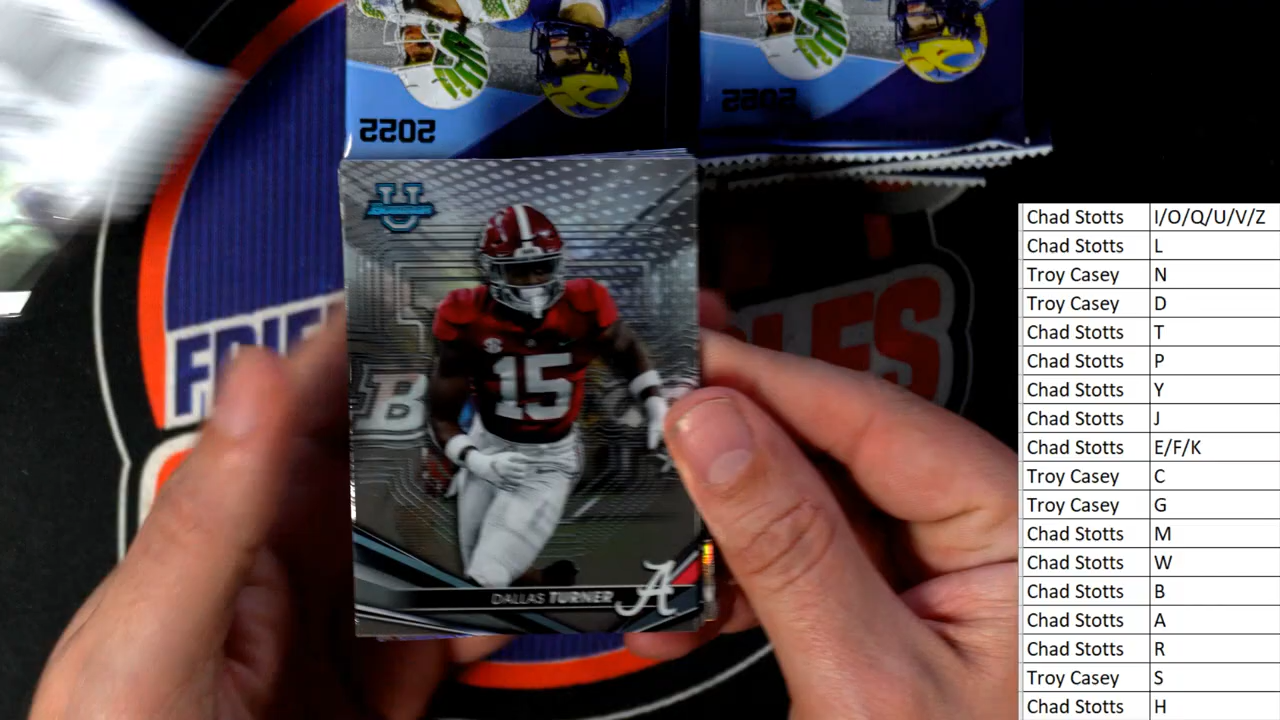 2022
2022
U
15
B
DALLAS TURNER
A
Chad Stotts I/O/Q/U/V/Z
Chad Stotts L
Troy Casey N
Troy Casey D
Chad Stotts T
Chad Stotts P
Chad Stotts Y
Chad Stotts J
Chad Stotts E/F/K
Troy Casey C
Troy Casey G
Chad Stotts M
Chad Stotts W
Chad Stotts B
Chad Stotts A
Chad Stotts R
Troy Casey S
Chad Stotts H